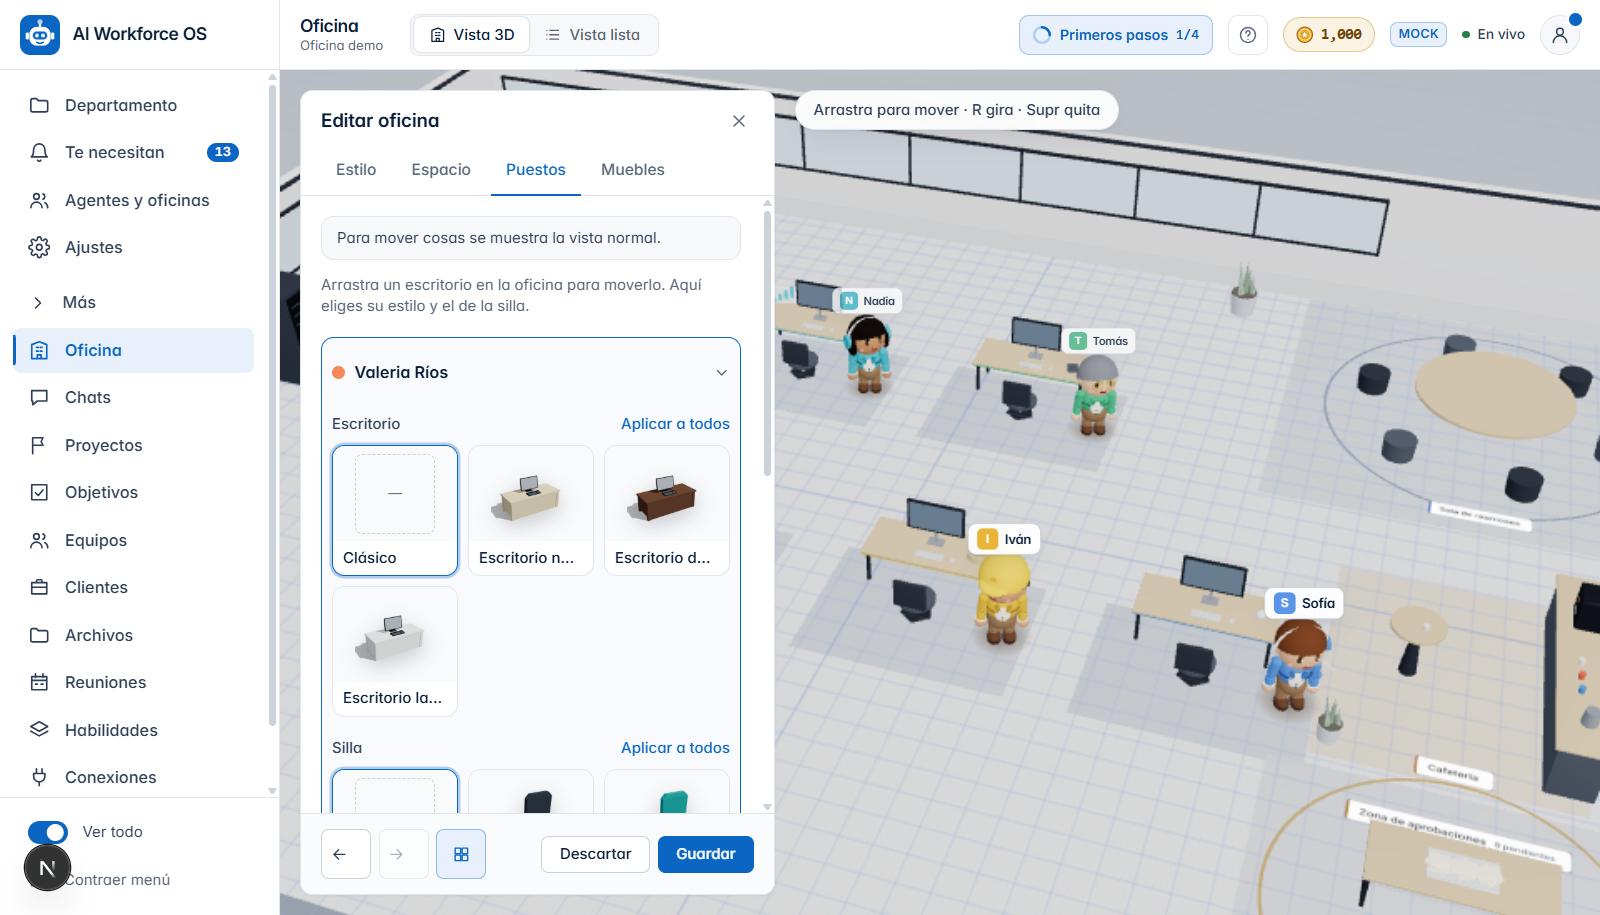 AI Workforce OS
Oficina
Oficina demo
Vista 3D
Vista lista
Primeros pasos 1/4
1,000
MOCK
En vivo
Departamento
Te necesitan 13
Agentes y oficinas
Ajustes
Más
Oficina
Chats
Proyectos
Objetivos
Equipos
Clientes
Archivos
Reuniones
Habilidades
Conexiones
Ver todo
N
Contraer menú
Editar oficina
Estilo
Espacio
Puestos
Muebles
Para mover cosas se muestra la vista normal.
Arrastra un escritorio en la oficina para moverlo. Aquí
eliges su estilo y el de la silla.
Valeria Ríos
Escritorio
Aplicar a todos
Clásico
Escritorio n...
Escritorio d...
Escritorio la...
Silla
Aplicar a todos
Descartar
Guardar
Arrastra para mover · R gira · Supr quita
N Nadia
T Tomás
I Iván
S Sofía
Sala de reuniones
Cafetería
Zona de aprobaciones
pendientes